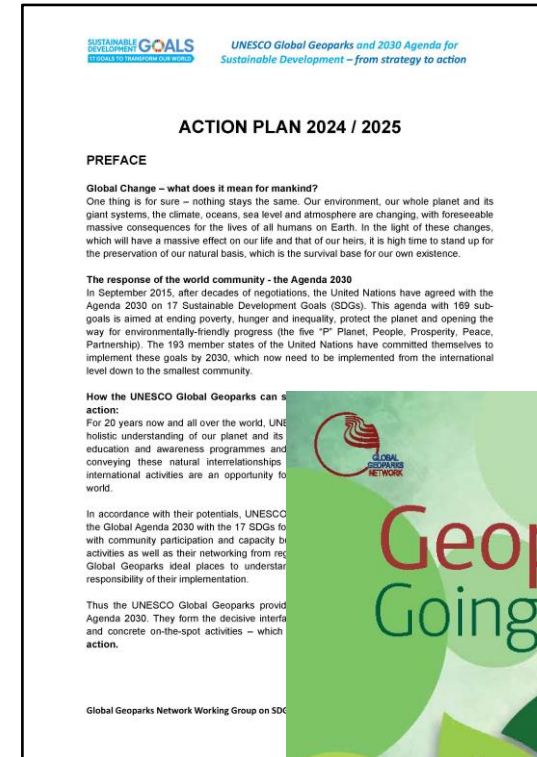 SUSTAINABLE
DEVELOPMENT GOALS
17 GOALS TO TRANSFORM OUR WORLD
UNESCO Global Geoparks and 2030 Agenda for
Sustainable Development – from strategy to action
ACTION PLAN 2024 / 2025
PREFACE
Global Change – what does it mean for mankind?
One thing is for sure – nothing stays the same. Our environment, our whole planet and its
giant systems, the climate, oceans, sea level and atmosphere are changing, with foreseeable
massive consequences for the lives of all humans on Earth. In the light of these changes,
which will have a massive effect on our life and that of our heirs, it is high time to stand up for
the preservation of our natural basis, which is the survival base for our own existence.
The response of the world community - the Agenda 2030
In September 2015, after decades of negotiations, the United Nations have agreed with the
Agenda 2030 on 17 Sustainable Development Goals (SDGs). This agenda with 169 sub-
goals is aimed at ending poverty, hunger and inequality, protect the planet and opening the
way for environmentally-friendly progress (the five “P” Planet, People, Prosperity, Peace,
Partnership). The 193 member states of the United Nations have committed themselves to
implement these goals by 2030, which now need to be implemented from the international
level down to the smallest community.
How the UNESCO Global Geoparks can s
action:
For 20 years now and all over the world, UNE
holistic understanding of our planet and its
education and awareness programmes and
conveying these natural interrelationships
international activities are an opportunity fo
world.
In accordance with their potentials, UNESCO
the Global Agenda 2030 with the 17 SDGs fo
with community participation and capacity bu
activities as well as their networking from reg
Global Geoparks ideal places to understan
responsibility of their implementation.
Thus the UNESCO Global Geoparks provid
Agenda 2030. They form the decisive interfa
and concrete on-the-spot activities – which
action.
Global Geoparks Network Working Group on SDG
GLOBAL
GEOPARKS
NETWORK
Geop
Going